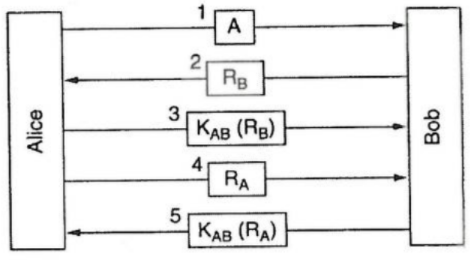 Alice
1 A
2 R_B
3 K_AB (R_B)
4 R_A
5 K_AB (R_A)
Bob